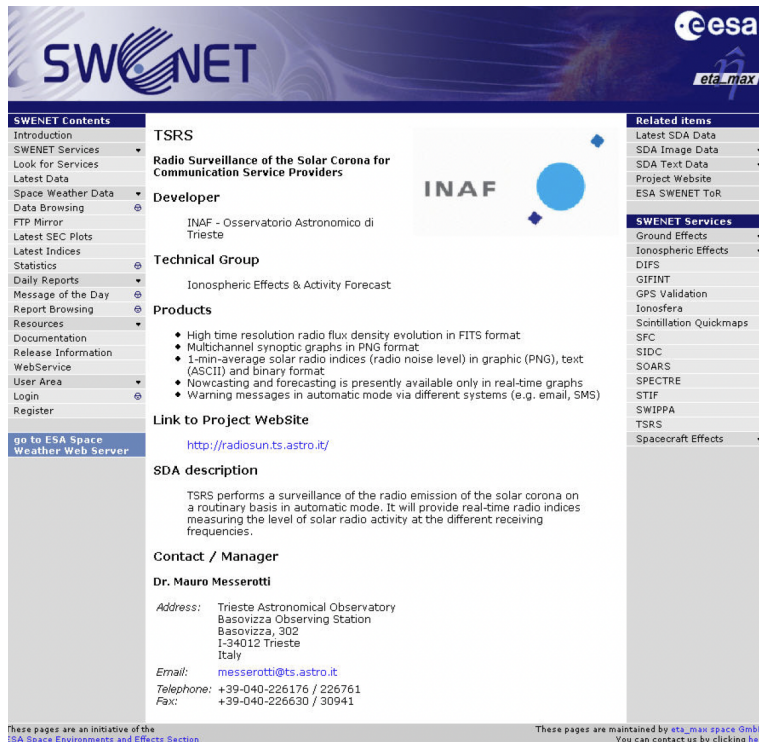 SWENET
esa
eta_max
SWENET Contents
Introduction
SWENET Services
Look for Services
Latest Data
Space Weather Data
Data Browsing
FTP Mirror
Latest SEC Plots
Latest Indices
Statistics
Daily Reports
Message of the Day
Report Browsing
Resources
Documentation
Release Information
WebService
User Area
Login
Register
go to ESA Space
Weather Web Server
TSRS
Radio Surveillance of the Solar Corona for
Communication Service Providers
INAF
Developer
INAF - Osservatorio Astronomico di
Trieste
Technical Group
Ionospheric Effects & Activity Forecast
Products
High time resolution radio flux density evolution in FITS format
Multichannel synoptic graphs in PNG format
1-min-average solar radio indices (radio noise level) in graphic (PNG), text
(ASCII) and binary format
Nowcasting and forecasting is presently available only in real-time graphs
Warning messages in automatic mode via different systems (e.g. email, SMS)
Link to Project WebSite
http://radiosun.ts.astro.it/
SDA description
TSRS performs a surveillance of the radio emission of the solar corona on
a routinary basis in automatic mode. It will provide real-time radio indices
measuring the level of solar radio activity at the different receiving
frequencies.
Contact / Manager
Dr. Mauro Messerotti
Address: Trieste Astronomical Observatory
Basovizza Observing Station
Basovizza, 302
I-34012 Trieste
Italy
Email: messerotti@ts.astro.it
Telephone: +39-040-226176 / 226761
Fax: +39-040-226630 / 30941
Related items
Latest SDA Data
SDA Image Data
SDA Text Data
Project Website
ESA SWENET ToR
SWENET Services
Ground Effects
Ionospheric Effects
DIFS
GIFINT
GPS Validation
Ionosfera
Scintillation Quickmaps
SFC
SIDC
SOARS
SPECTRE
STIF
SWIPPA
TSRS
Spacecraft Effects
These pages are an initiative of the
ESA Space Environments and Effects Section
These pages are maintained by eta_max space
You can contact us by clicking